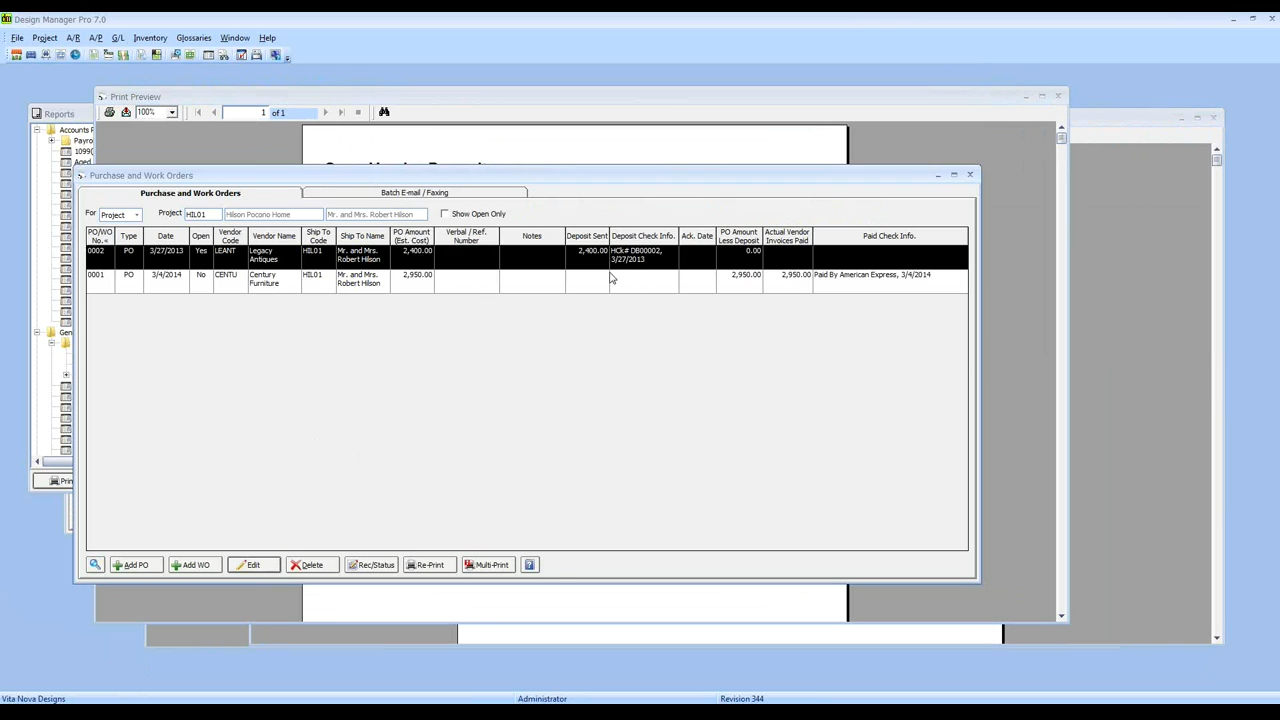 Design Manager Pro 7.0
File Project A/R A/P G/L Inventory Glossaries Window Help
Print Preview
Reports
100% 1 of 1
Accounts P
Payro
1099(
Aged
Gen
Print
Purchase and Work Orders
Purchase and Work Orders Batch E-mail / Faxing
For Project Project HIL01 Hilson Pocono Home Mr. and Mrs. Robert Hilson Show Open Only
PO/WO No.< Type Date Open Vendor Code Vendor Name Ship To Code Ship To Name PO Amount (Est. Cost) Verbal / Ref. Number Notes Deposit Sent Deposit Check Info. Ack. Date PO Amount Less Deposit Actual Vendor Invoices Paid Paid Check Info.
0002 PO 3/27/2013 Yes LEANT Legacy Antiques HIL01 Mr. and Mrs. Robert Hilson 2,400.00 2,400.00 HCk# DB00002, 3/27/2013 0.00
0001 PO 3/4/2014 No CENTU Century Furniture HIL01 Mr. and Mrs. Robert Hilson 2,950.00 2,950.00 2,950.00 Paid By American Express, 3/4/2014
Add PO Add WO Edit Delete Rec/Status Re-Print Multi-Print
Vita Nova Designs Administrator Revision 344